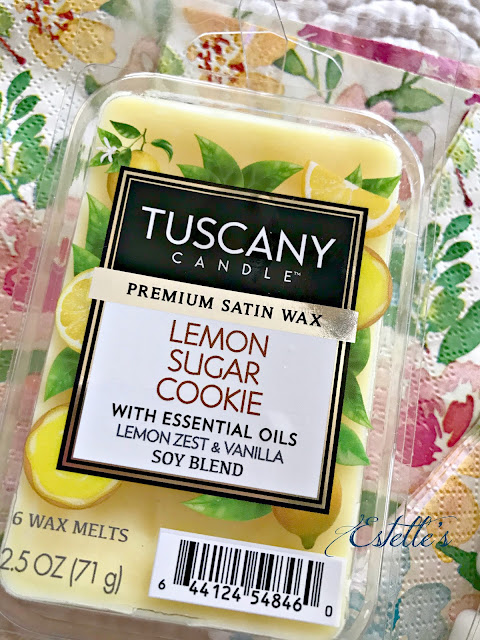 TUSCANY
CANDLE™
PREMIUM SATIN WAX
LEMON
SUGAR
COOKIE
WITH ESSENTIAL OILS
LEMON ZEST & VANILLA
SOY BLEND
6 WAX MELTS
2.5 OZ (71 g)
6 44124 54846 0
Estelle's